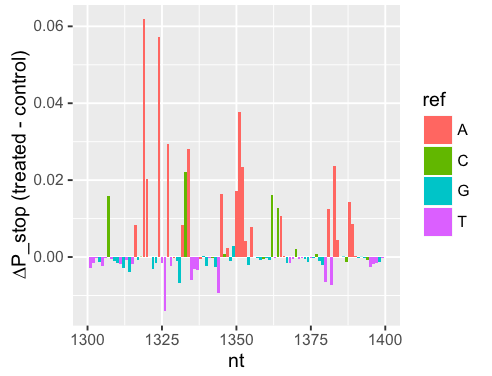 ΔP_stop (treated - control)
0.06
0.04
0.02
0.00
1300 1325 1350 1375 1400
nt
ref
A
C
G
T